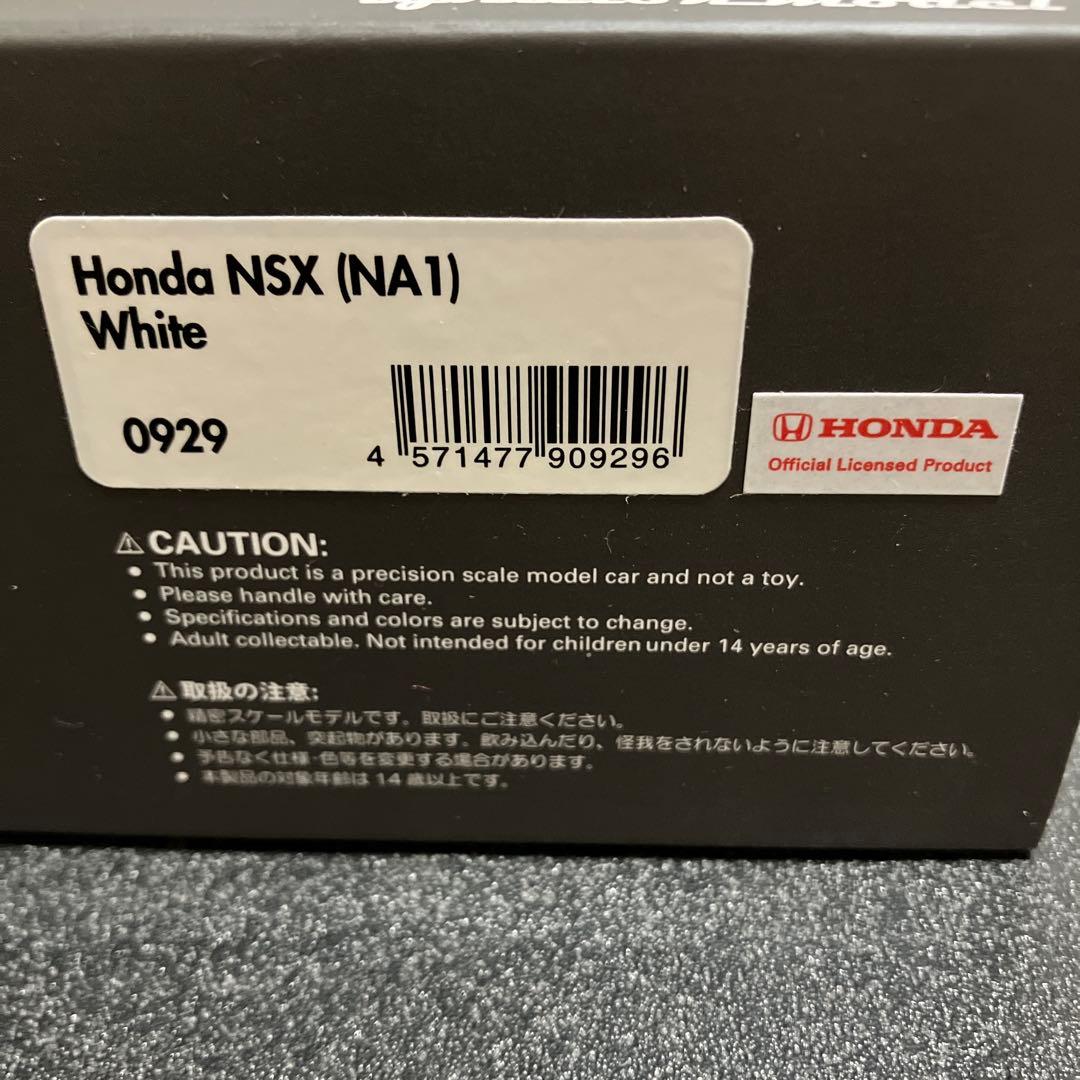 Honda NSX (NA1)
White
0929
4 571477 909296
HONDA
Official Licensed Product
⚠CAUTION:
● This product is a precision scale model car and not a toy.
● Please handle with care.
● Specifications and colors are subject to change.
● Adult collectable. Not intended for children under 14 years of age.
⚠取扱の注意:
● 精密スケールモデルです。取扱にご注意ください。
● 小さな部品、突起物があります。飲み込んだり、怪我をされないように注意してください。
● 予告なく仕様・色等を変更する場合があります。
● 本製品の対象年齢は14歳以上です。